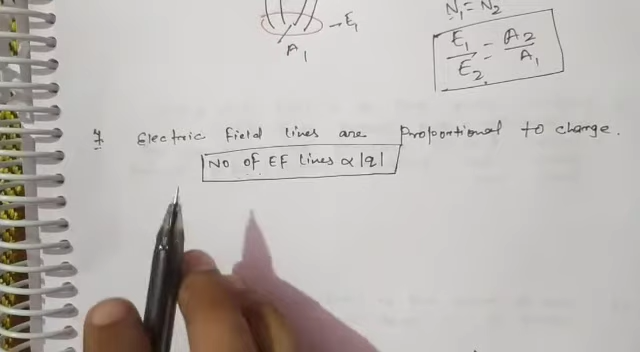 N₁ = N₂
→ E₁
A₁
E₁/E₂ = A₂/A₁
7 Electric field lines are Proportional to charge.
No of EF lines ∝ |q|